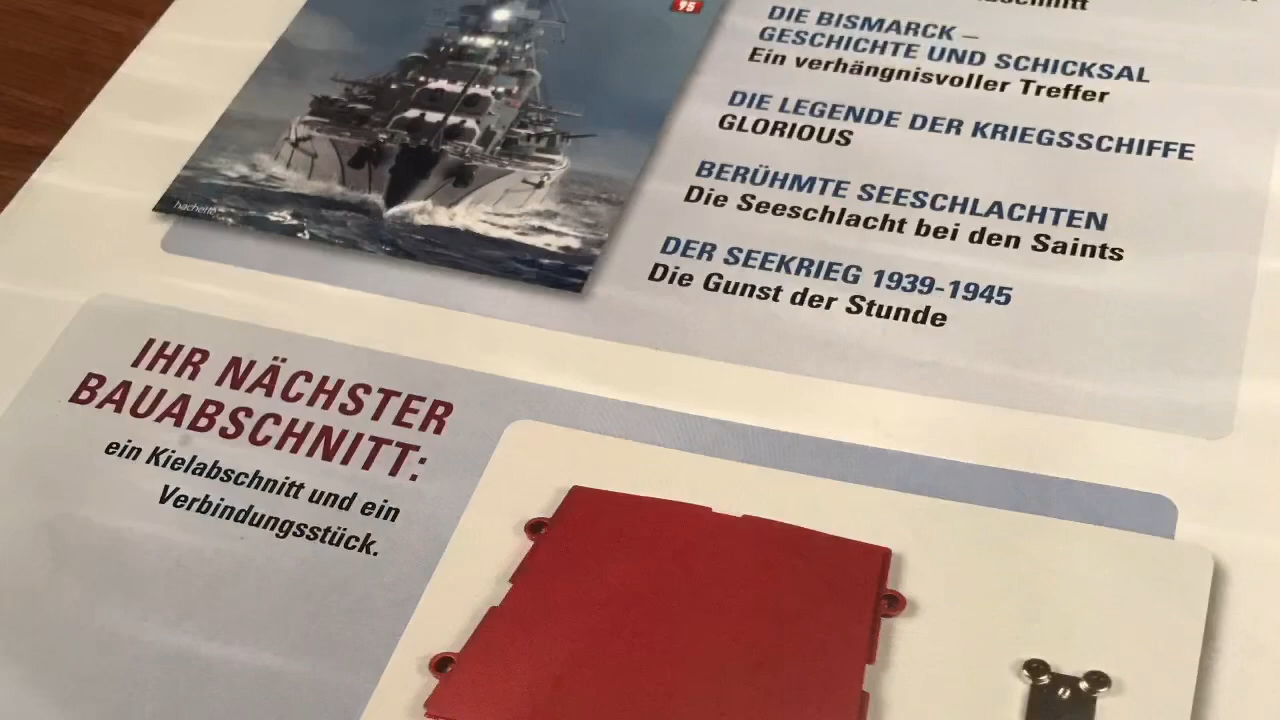 95
DIE BISMARCK –
GESCHICHTE UND SCHICKSAL
Ein verhängnisvoller Treffer
DIE LEGENDE DER KRIEGSSCHIFFE
GLORIOUS
BERÜHMTE SEESCHLACHTEN
Die Seeschlacht bei den Saints
DER SEEKRIEG 1939-1945
Die Gunst der Stunde
hachette
IHR NÄCHSTER
BAUABSCHNITT:
ein Kielabschnitt und ein
Verbindungsstück.